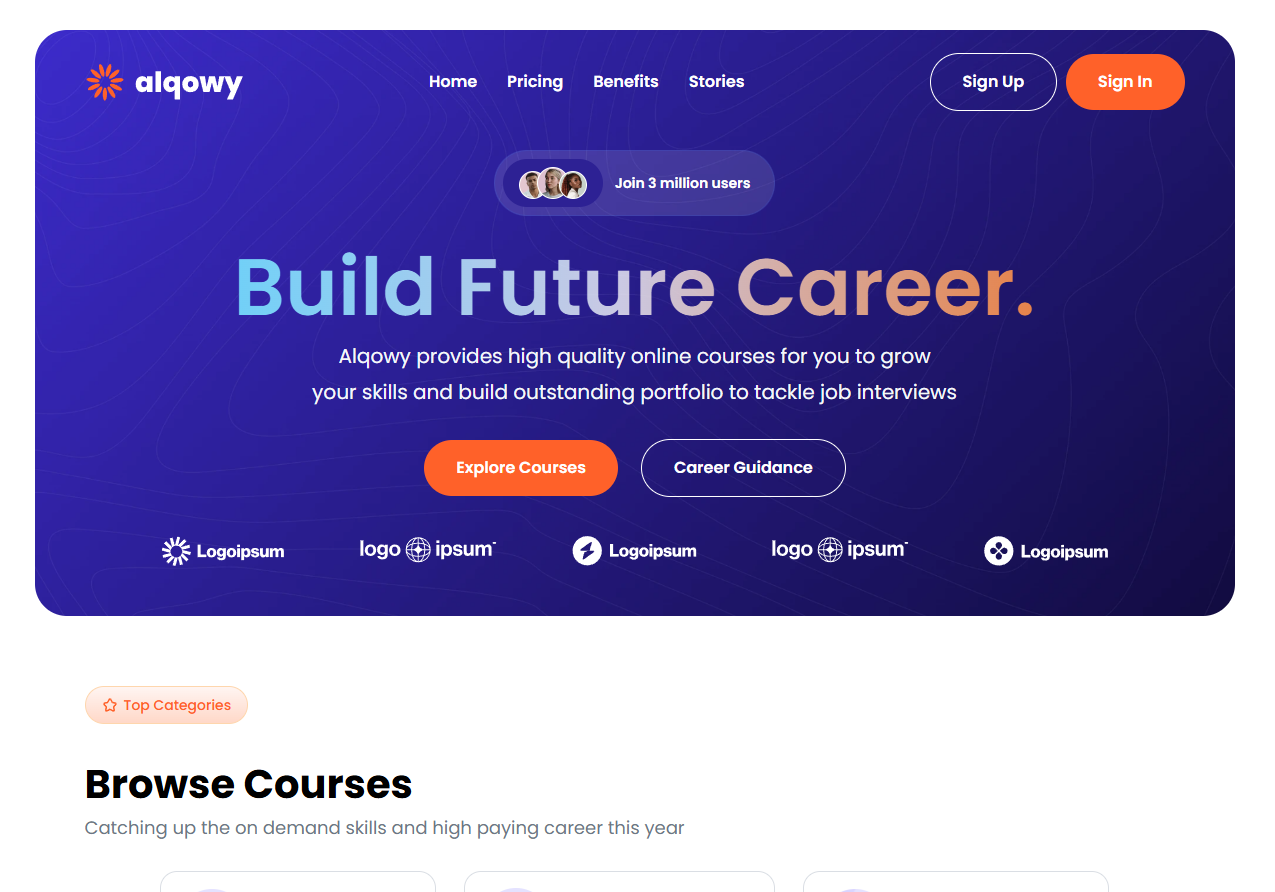 alqowy
Home Pricing Benefits Stories
Sign Up Sign In
Join 3 million users
Build Future Career.
Alqowy provides high quality online courses for you to grow
your skills and build outstanding portfolio to tackle job interviews
Explore Courses Career Guidance
Logoipsum logo ipsum Logoipsum logo ipsum Logoipsum
Top Categories
Browse Courses
Catching up the on demand skills and high paying career this year